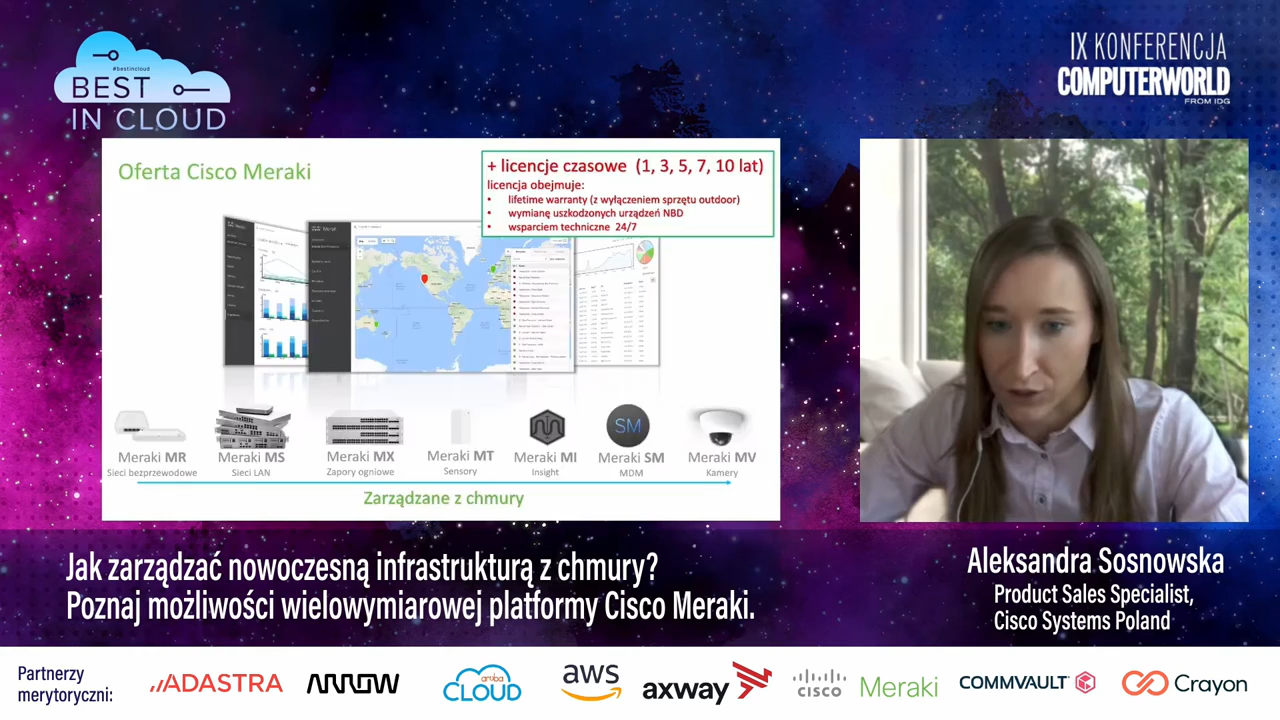 #bestincloud
BEST
IN CLOUD
IX KONFERENCJA
COMPUTERWORLD
FROM IDG
Oferta Cisco Meraki
+ licencje czasowe (1, 3, 5, 7, 10 lat)
licencja obejmuje:
• lifetime warranty (z wyłączeniem sprzętu outdoor)
• wymianę uszkodzonych urządzeń NBD
• wsparciem techniczne 24/7
SM
Meraki MR
Sieci bezprzewodowe
Meraki MS
Sieci LAN
Meraki MX
Zapory ogniowe
Meraki MT
Sensory
Meraki MI
Insight
Meraki SM
MDM
Meraki MV
Kamery
Zarządzane z chmury
Jak zarządzać nowoczesną infrastrukturą z chmury?
Poznaj możliwości wielowymiarowej platformy Cisco Meraki.
Aleksandra Sosnowska
Product Sales Specialist,
Cisco Systems Poland
Partnerzy
merytoryczni:
ADASTRA
ARROW
aruba
CLOUD
aws
axway
cisco
Meraki
COMMVAULT
Crayon